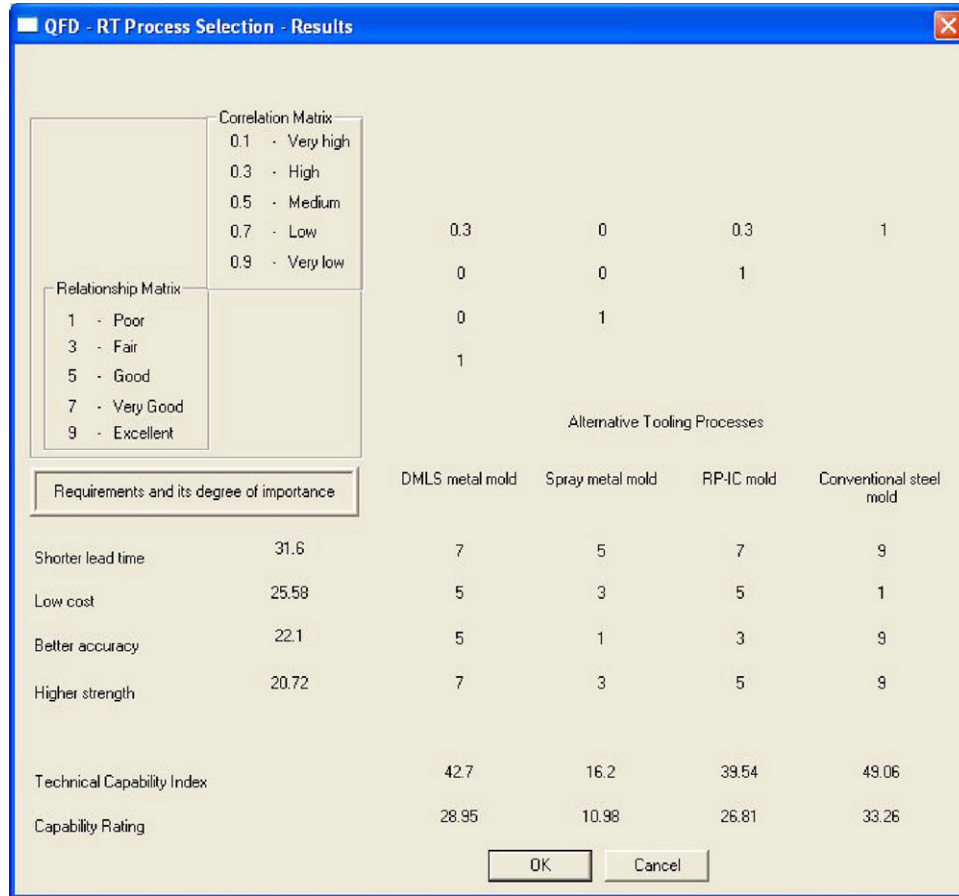 QFD - RT Process Selection - Results
Correlation Matrix
0.1 - Very high
0.3 - High
0.5 - Medium
0.7 - Low
0.9 - Very low
Relationship Matrix
1 - Poor
3 - Fair
5 - Good
7 - Very Good
9 - Excellent
0.3 0 0.3 1
0 0 1
0 1
1
Alternative Tooling Processes
Requirements and its degree of importance
DMLS metal mold Spray metal mold RP-IC mold Conventional steel
mold
Shorter lead time 31.6 7 5 7 9
Low cost 25.58 5 3 5 1
Better accuracy 22.1 5 1 3 9
Higher strength 20.72 7 3 5 9
Technical Capability Index 42.7 16.2 39.54 49.06
Capability Rating 28.95 10.98 26.81 33.26
OK Cancel